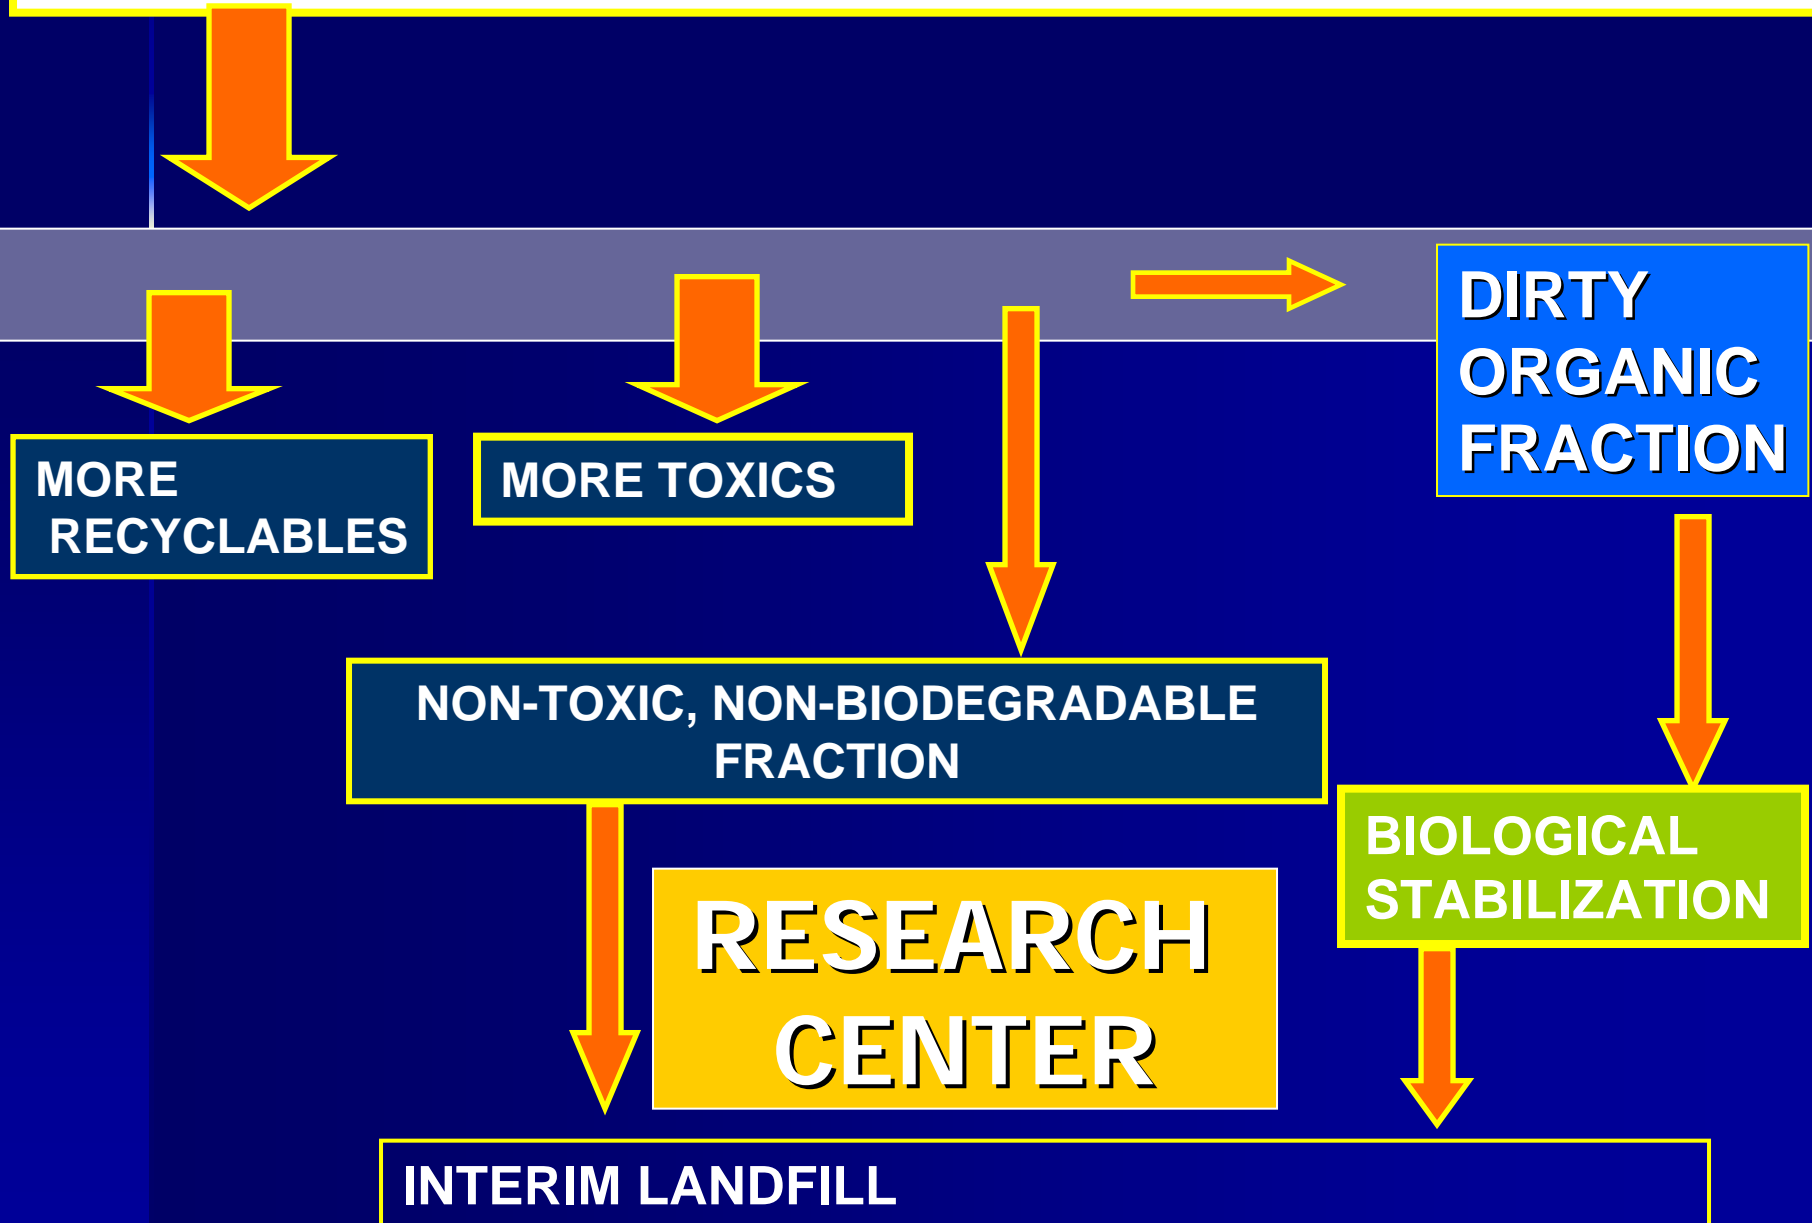 DIRTY
ORGANIC
FRACTION
MORE
RECYCLABLES
MORE TOXICS
NON-TOXIC, NON-BIODEGRADABLE
FRACTION
BIOLOGICAL
STABILIZATION
RESEARCH
CENTER
INTERIM LANDFILL